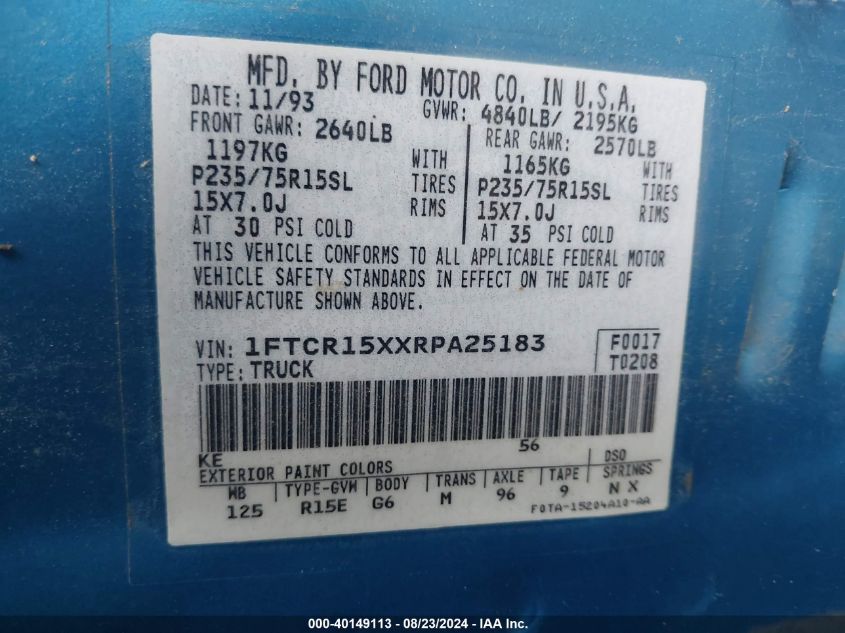 MFD. BY FORD MOTOR CO. IN U.S.A.
DATE: 11/93 GVWR: 4840LB/ 2195KG
FRONT GAWR: 2640LB REAR GAWR: 2570LB
1197KG WITH 1165KG WITH
P235/75R15SL TIRES P235/75R15SL TIRES
15X7.0J RIMS 15X7.0J RIMS
AT 30 PSI COLD AT 35 PSI COLD
THIS VEHICLE CONFORMS TO ALL APPLICABLE FEDERAL MOTOR
VEHICLE SAFETY STANDARDS IN EFFECT ON THE DATE OF
MANUFACTURE SHOWN ABOVE.
VIN: 1FTCR15XXRPA25183 F0017
TYPE: TRUCK T0208
KE 56 DSO
EXTERIOR PAINT COLORS
WB TYPE-GVM BODY TRANS AXLE TAPE SPRINGS
125 R15E G6 M 96 9 N X
F0TA-15204A10-AA
000-40149113 - 08/23/2024 - IAAI.com